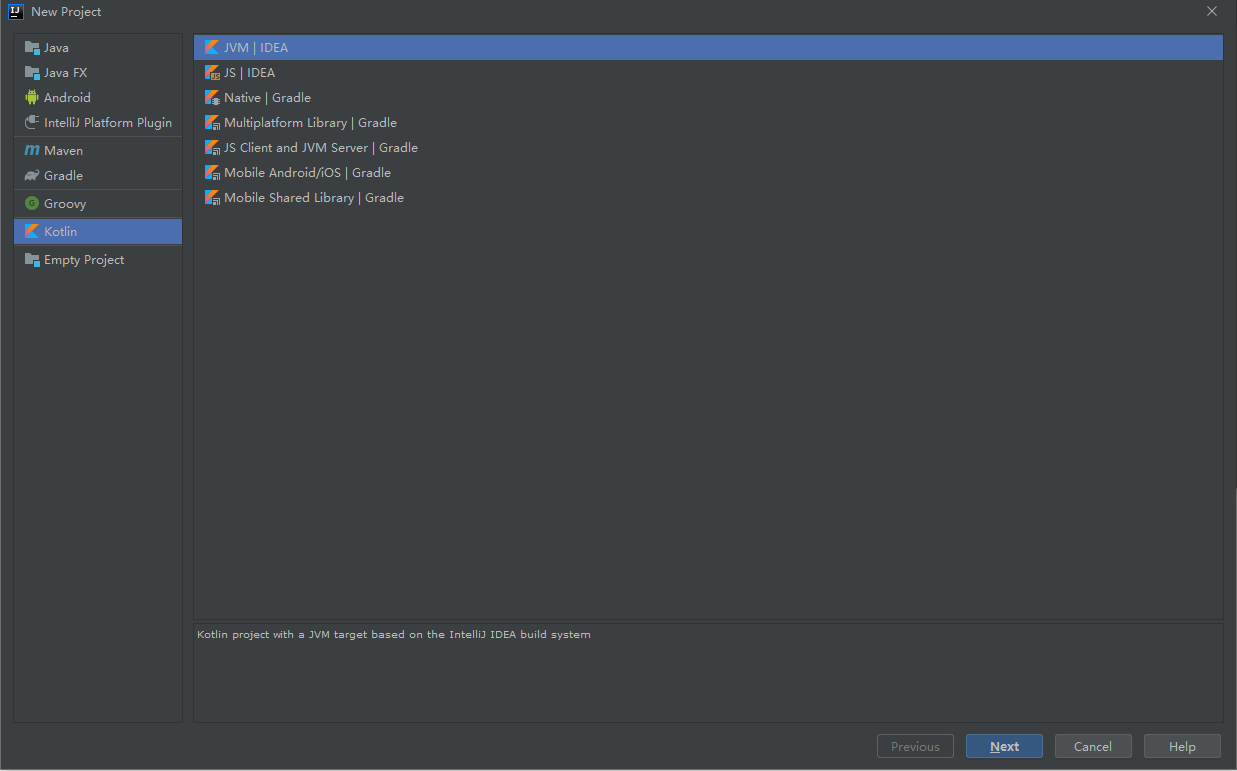 New Project
Java
Java FX
Android
IntelliJ Platform Plugin
Maven
Gradle
Groovy
Kotlin
Empty Project
JVM | IDEA
JS | IDEA
Native | Gradle
Multiplatform Library | Gradle
JS Client and JVM Server | Gradle
Mobile Android/iOS | Gradle
Mobile Shared Library | Gradle
Kotlin project with a JVM target based on the IntelliJ IDEA build system
Previous
Next
Cancel
Help